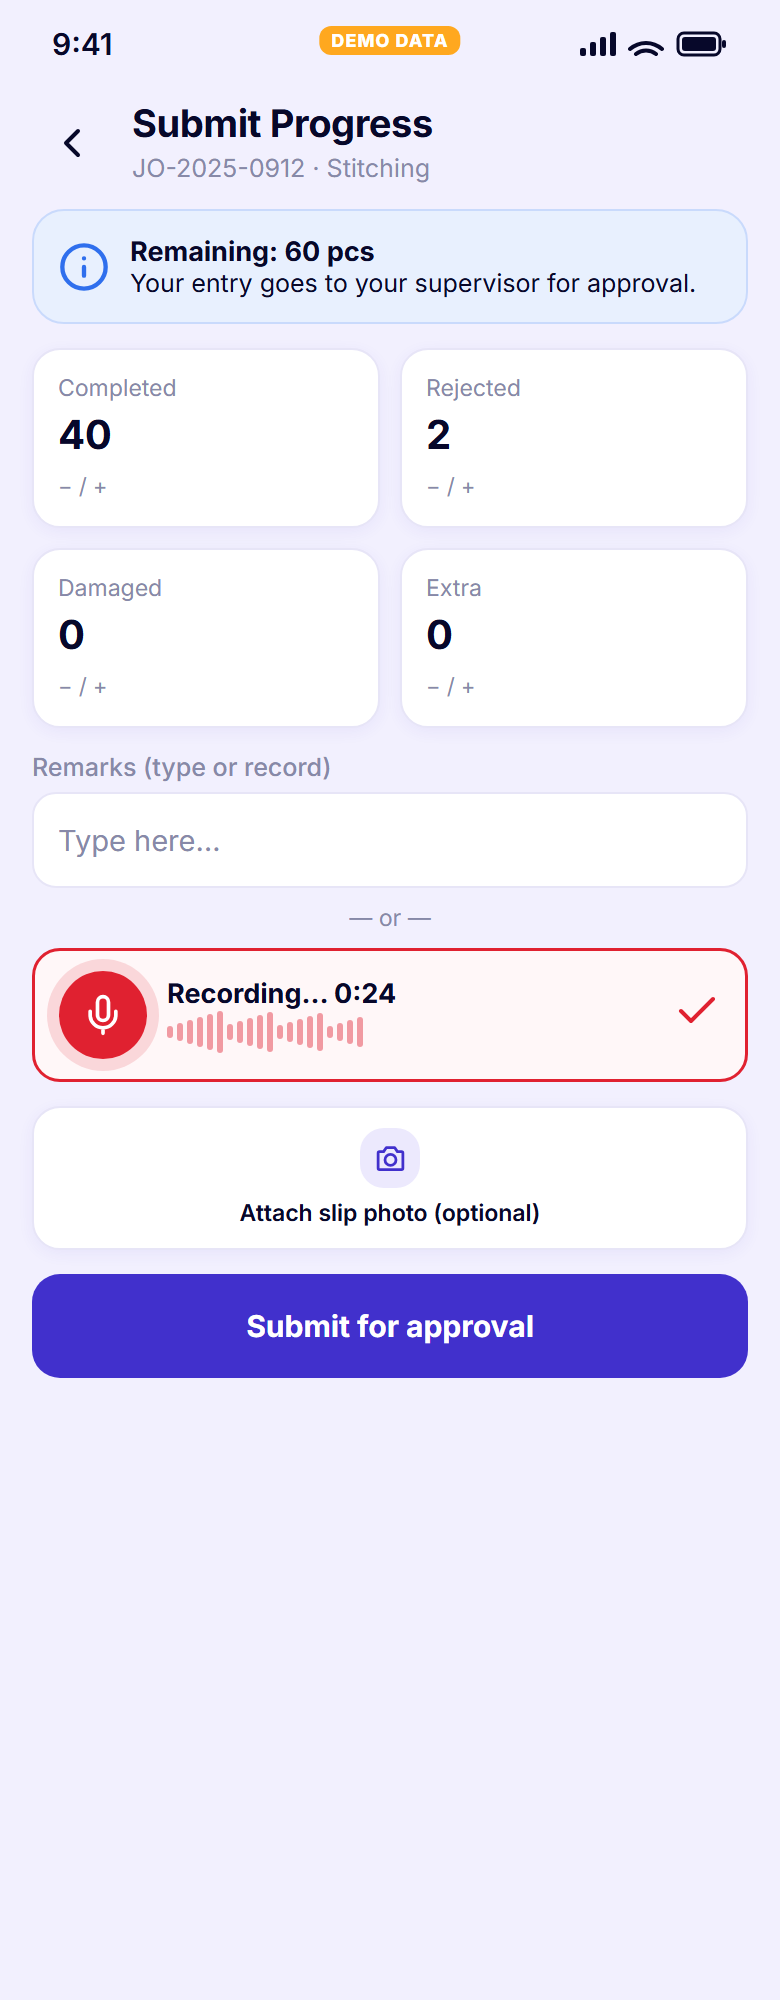 9:41
DEMO DATA
Submit Progress
JO-2025-0912 · Stitching
Remaining: 60 pcs
Your entry goes to your supervisor for approval.
Completed
40
− / +
Rejected
2
− / +
Damaged
0
− / +
Extra
0
− / +
Remarks (type or record)
Type here...
— or —
Recording... 0:24
Attach slip photo (optional)
Submit for approval